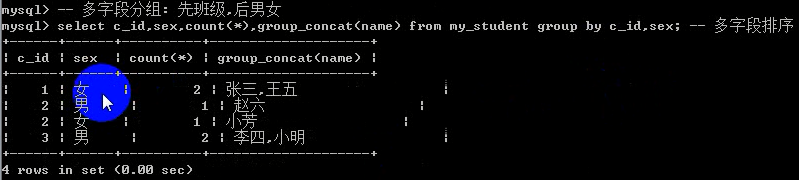 mysql> -- 多字段分组: 先班级,后男女
mysql> select c_id,sex,count(*),group_concat(name) from my_student group by c_id,sex; -- 多字段排序
+------+------+----------+--------------------+
| c_id | sex | count(*) | group_concat(name) |
+------+------+----------+--------------------+
| 1 | 女 | 2 | 张三,王五 |
| 2 | 男 | 1 | 赵六 |
| 2 | 女 | 1 | 小芳 |
| 3 | 男 | 2 | 李四,小明 |
+------+------+----------+--------------------+
4 rows in set (0.00 sec)